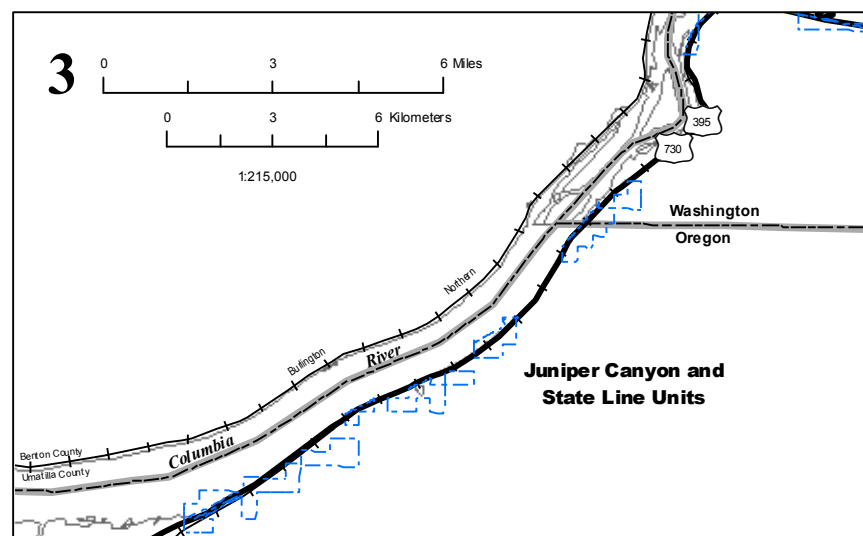 3
0 3 6 Miles
0 3 6 Kilometers
1:215,000
395
730
Washington
Oregon
Northern
Burlington
River
Columbia
Juniper Canyon and
State Line Units
Benton County
Umatilla County